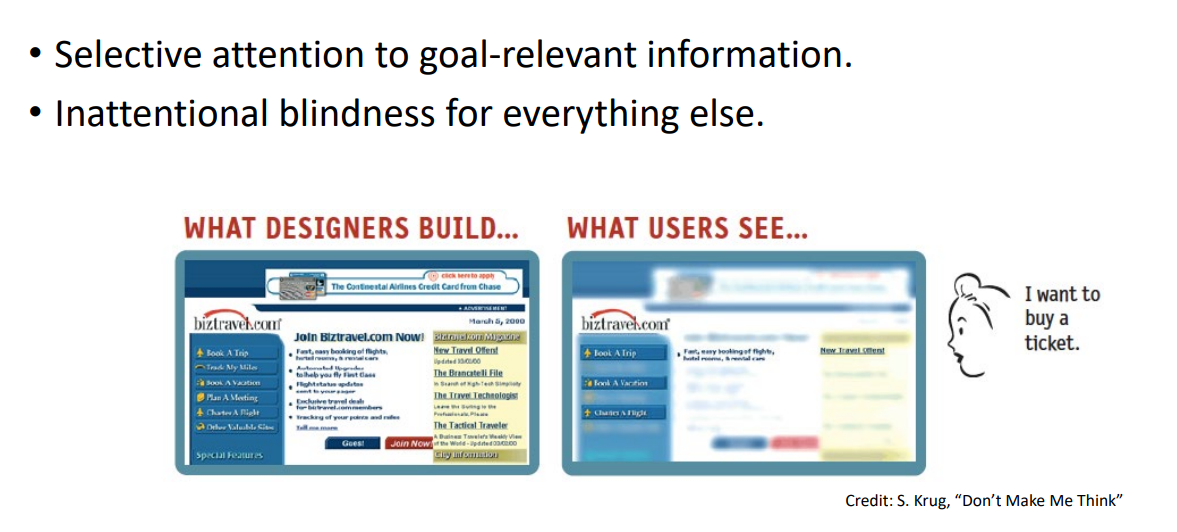 • Selective attention to goal-relevant information.
• Inattentional blindness for everything else.
WHAT DESIGNERS BUILD...
click here to apply
The Continental Airlines Credit Card from Chase
• ADVERTISEMENT
biztravel.com
March 5, 2000
Join Biztravel.com Now!
Biztravel.com Magazine
Book A Trip
Track My Miles
Book A Vacation
Plan A Meeting
Charter A Flight
Other Valuable Sites
Special Features
• Fast, easy booking of flights,
hotel rooms, & rental cars
• Automated Upgrades
to help you fly First Class
• Flight status updates
sent to your pager
• Exclusive travel deals
for biztravel.com members
• Tracking of your points and miles
Tell me more
Guest
Join Now!
New Travel Offers!
Updated 03/03/00
The Brancatelli File
In Search of High-Tech Simplicity
The Travel Technologist
Leave the Suiting to the
Professionals, Please
The Tactical Traveler
A Business Traveler's Weekly View
of the World - Updated 03/03/00
City Information
WHAT USERS SEE...
biztravel.com
Book A Trip
Book A Vacation
Charter A Flight
• Fast, easy booking of flights,
hotel rooms, & rental cars
New Travel Offers!
I want to
buy a
ticket.
Credit: S. Krug, “Don’t Make Me Think”